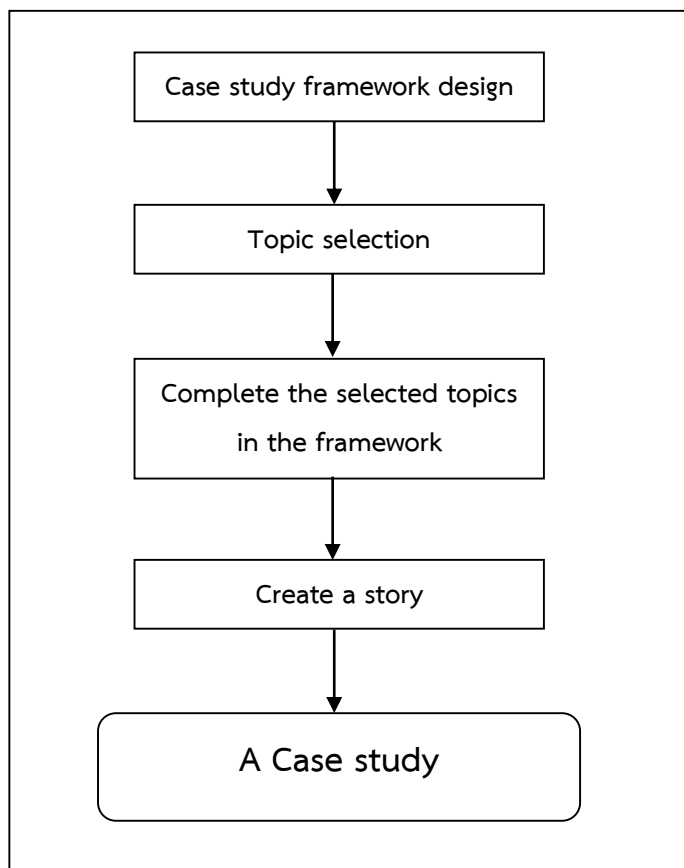 Case study framework design
Topic selection
Complete the selected topics
in the framework
Create a story
A Case study